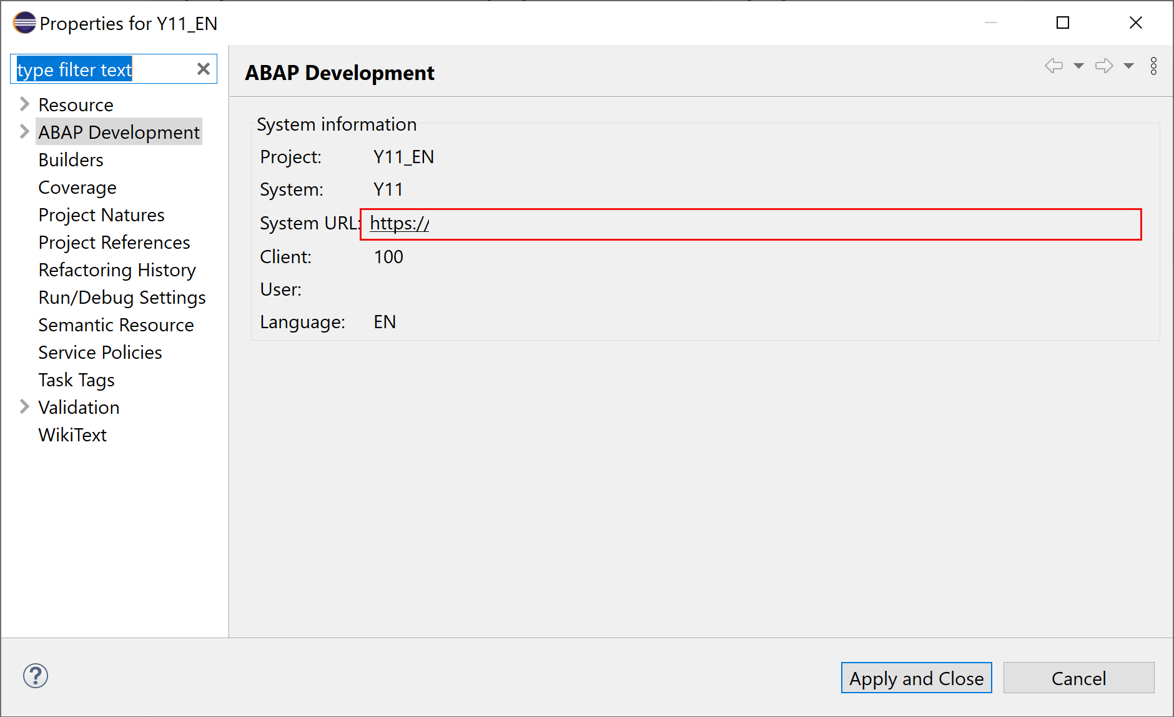 Properties for Y11_EN
type filter text
Resource
ABAP Development
Builders
Coverage
Project Natures
Project References
Refactoring History
Run/Debug Settings
Semantic Resource
Service Policies
Task Tags
Validation
WikiText
ABAP Development
System information
Project: Y11_EN
System: Y11
System URL: https://
Client: 100
User:
Language: EN
Apply and Close
Cancel